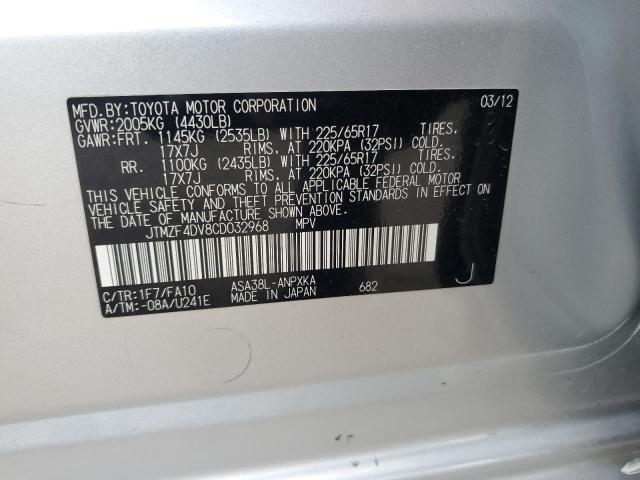 MFD.BY:TOYOTA MOTOR CORPORATION 03/12
GVWR:2005KG (4430LB)
GAWR:FRT. 1145KG (2535LB) WITH 225/65R17 TIRES,
17X7J RIMS, AT 220KPA (32PSI) COLD.
RR. 1100KG (2435LB) WITH 225/65R17 TIRES,
17X7J RIMS, AT 220KPA (32PSI) COLD.
THIS VEHICLE CONFORMS TO ALL APPLICABLE FEDERAL MOTOR
VEHICLE SAFETY AND THEFT PREVENTION STANDARDS IN EFFECT ON
THE DATE OF MANUFACTURE SHOWN ABOVE.
JTMZF4DV8CD032968 MPV
C/TR:1F7/FA10 ASA38L-ANPXKA 682 J
A/TM:-08A/U241E MADE IN JAPAN